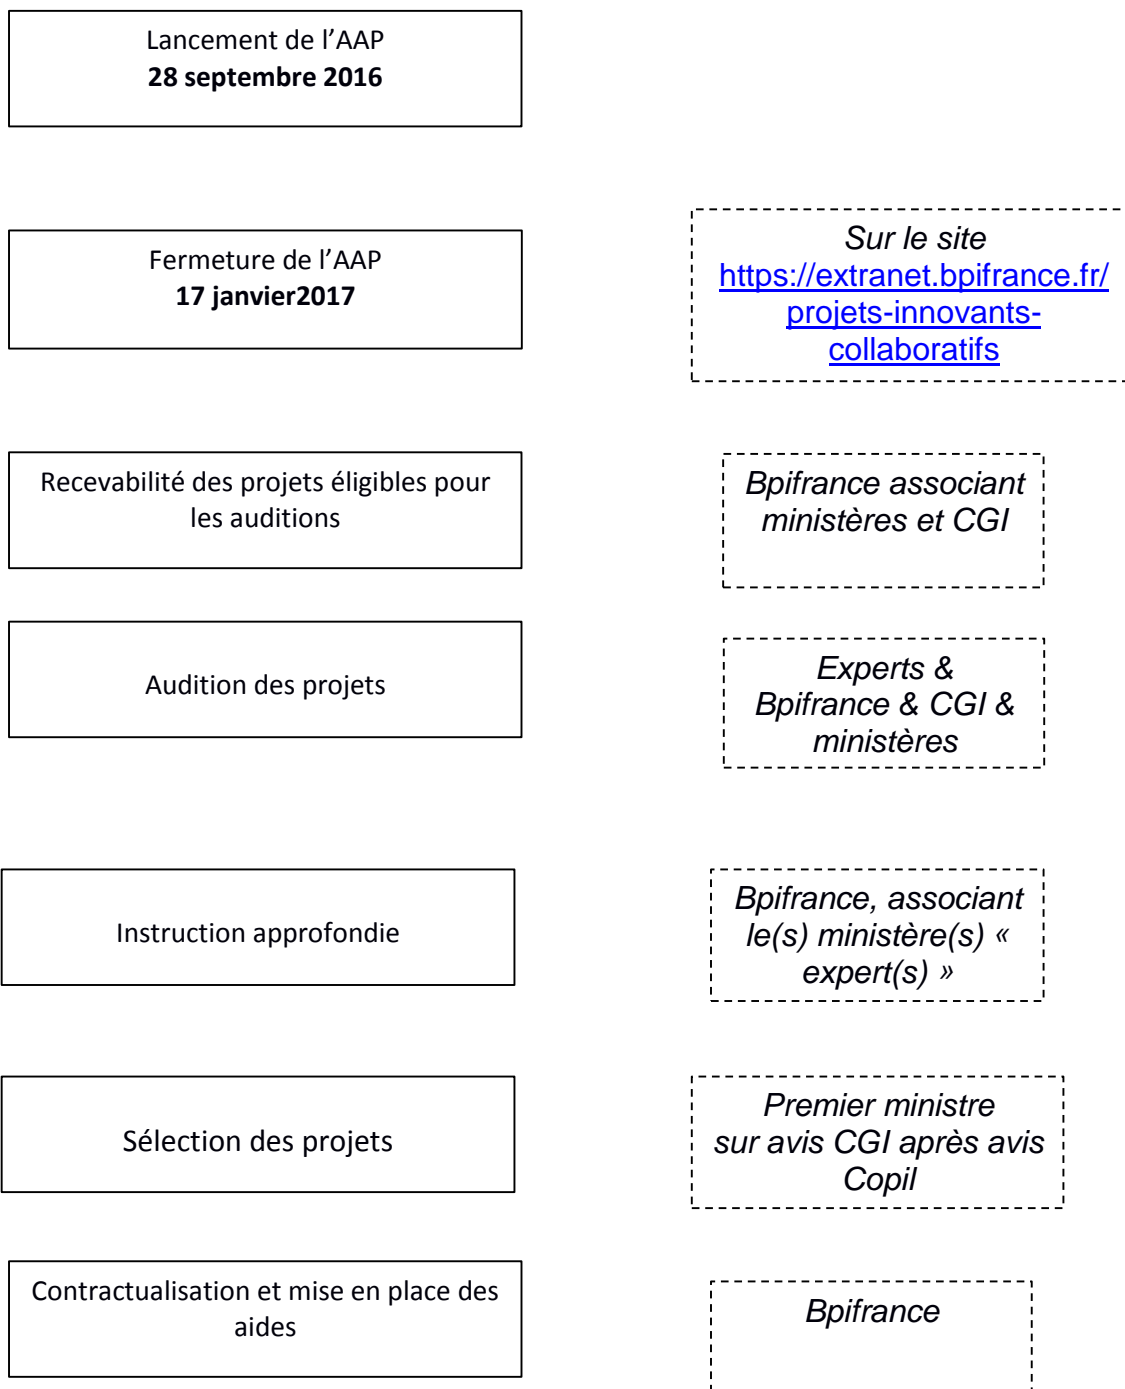 Lancement de l’AAP
28 septembre 2016
Fermeture de l’AAP
17 janvier2017
Sur le site
https://extranet.bpifrance.fr/
projets-innovants-
collaboratifs
Recevabilité des projets éligibles pour
les auditions
Bpifrance associant
ministères et CGI
Audition des projets
Experts &
Bpifrance & CGI &
ministères
Instruction approfondie
Bpifrance, associant
le(s) ministère(s) «
expert(s) »
Sélection des projets
Premier ministre
sur avis CGI après avis
Copil
Contractualisation et mise en place des
aides
Bpifrance